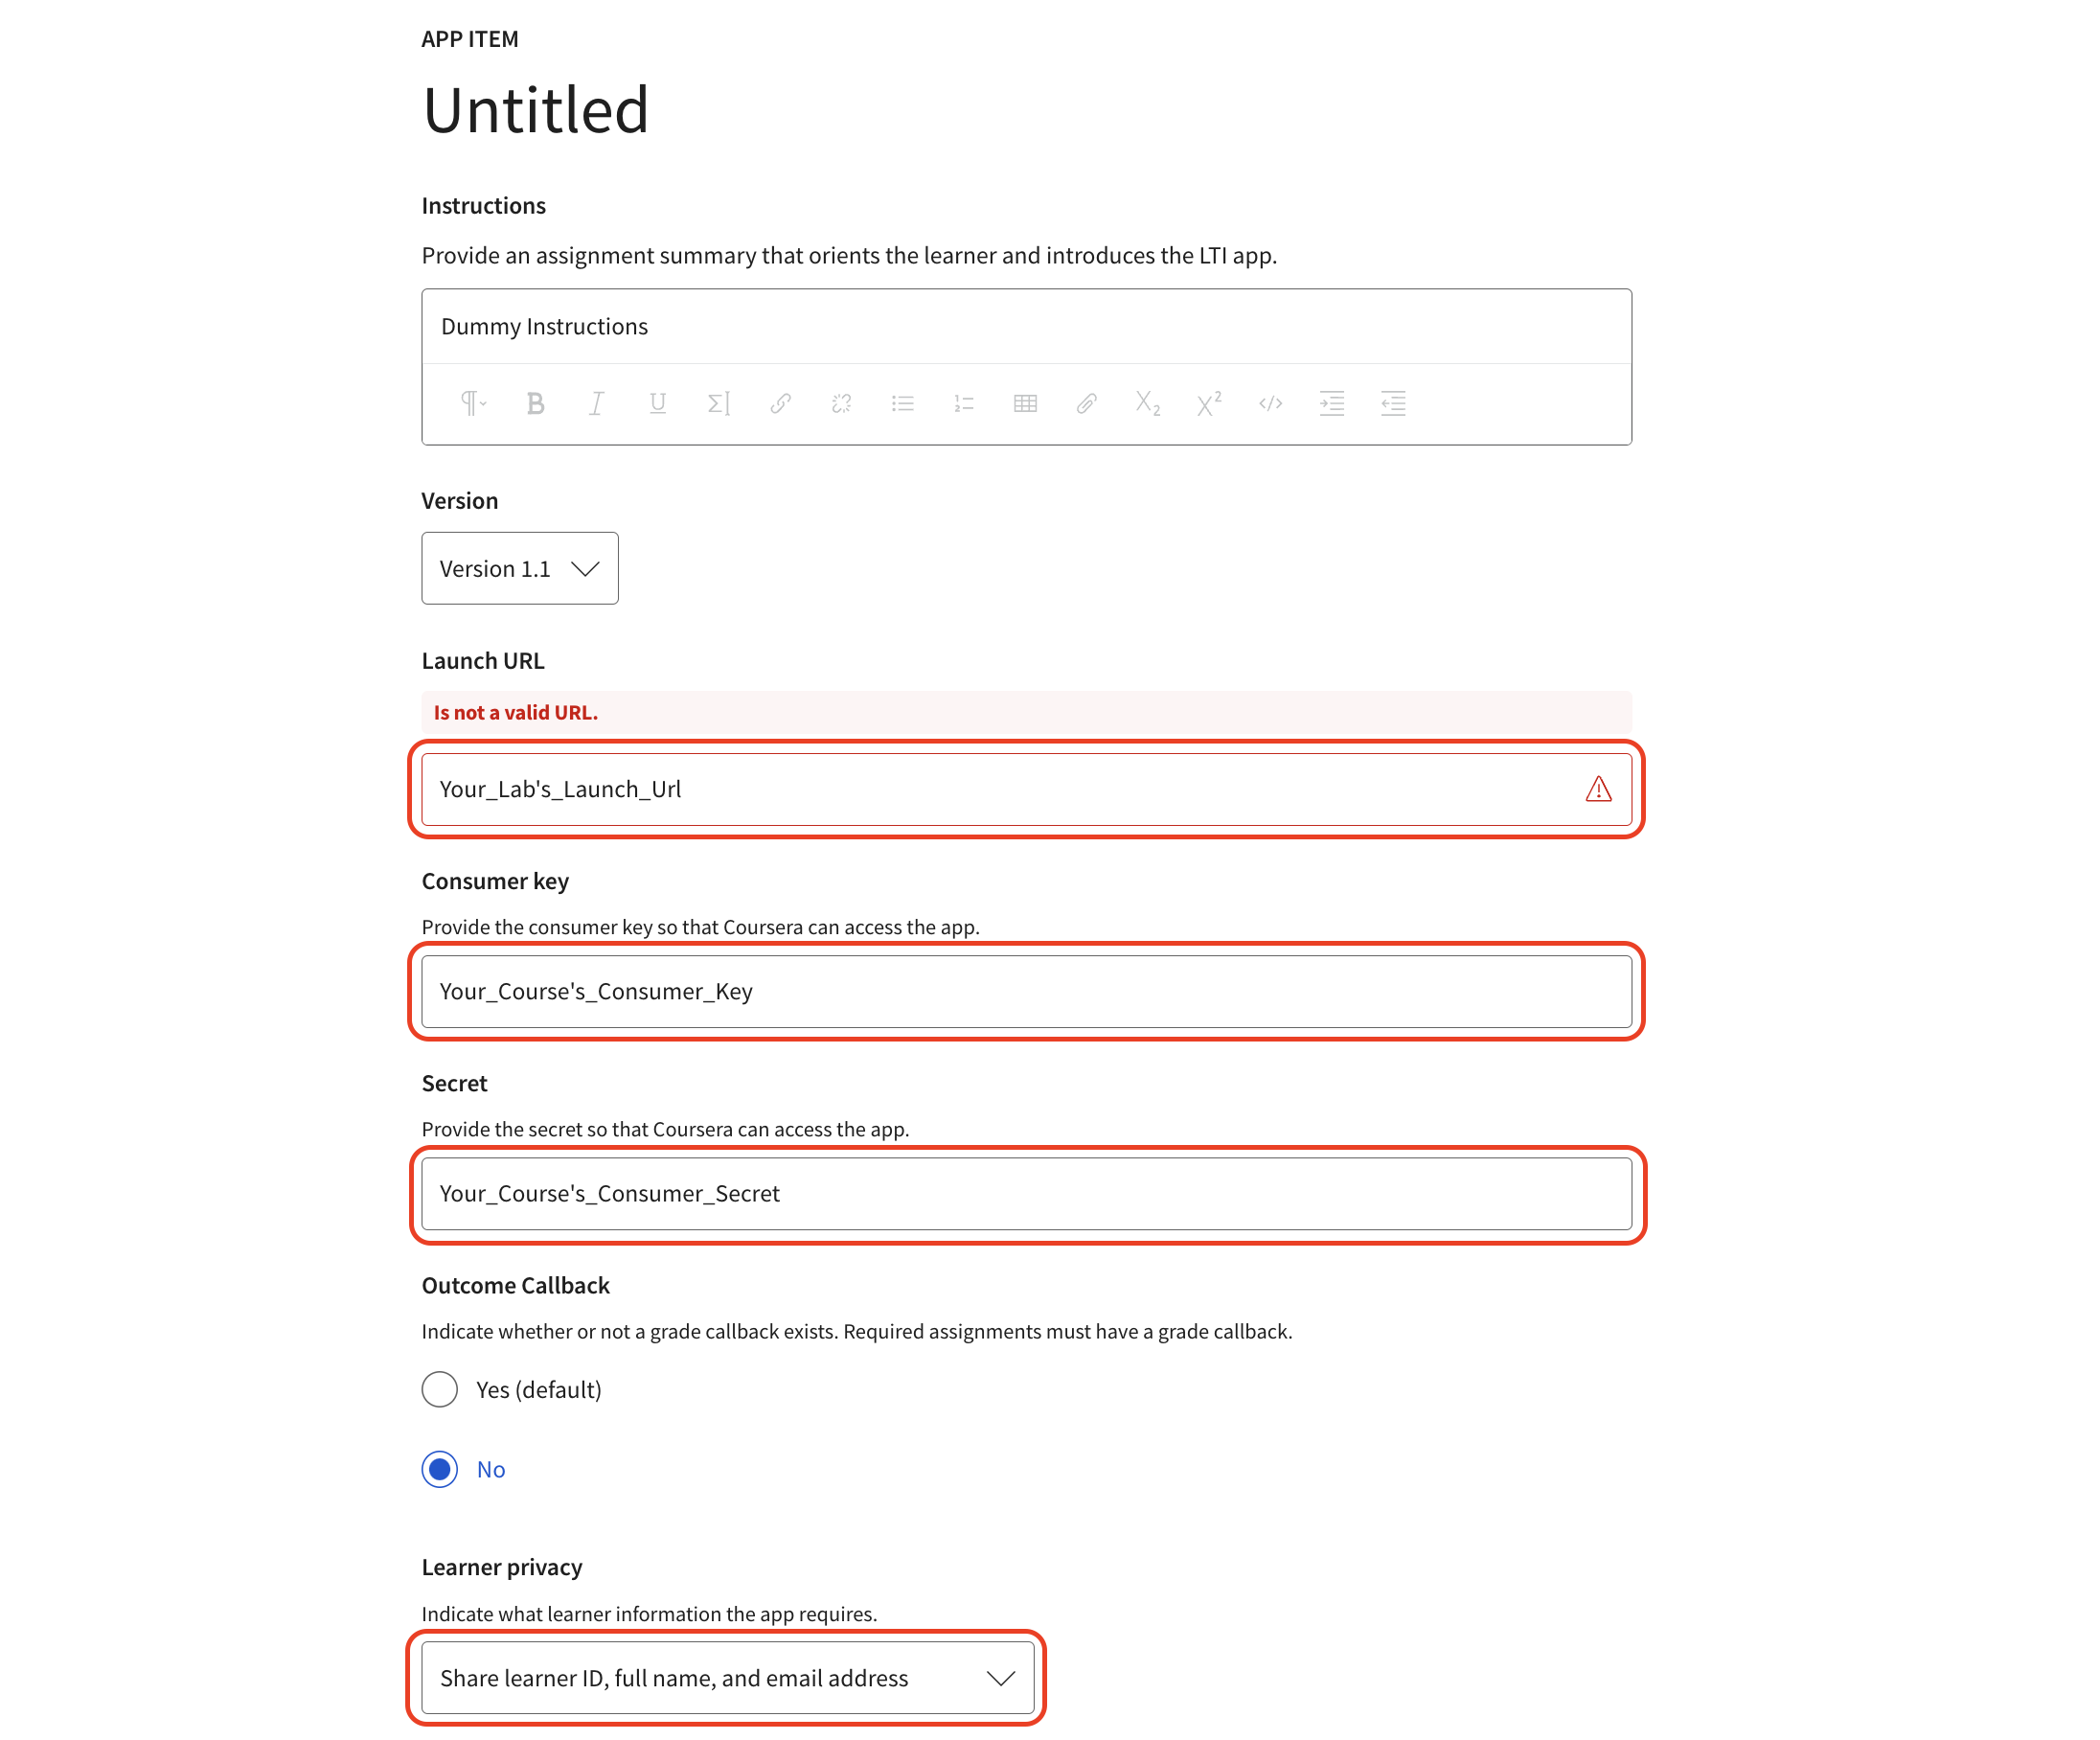 APP ITEM
Untitled
Instructions
Provide an assignment summary that orients the learner and introduces the LTI app.
Dummy Instructions
Version
Version 1.1
Launch URL
Is not a valid URL.
Your_Lab's_Launch_Url
Consumer key
Provide the consumer key so that Coursera can access the app.
Your_Course's_Consumer_Key
Secret
Provide the secret so that Coursera can access the app.
Your_Course's_Consumer_Secret
Outcome Callback
Indicate whether or not a grade callback exists. Required assignments must have a grade callback.
Yes (default)
No
Learner privacy
Indicate what learner information the app requires.
Share learner ID, full name, and email address